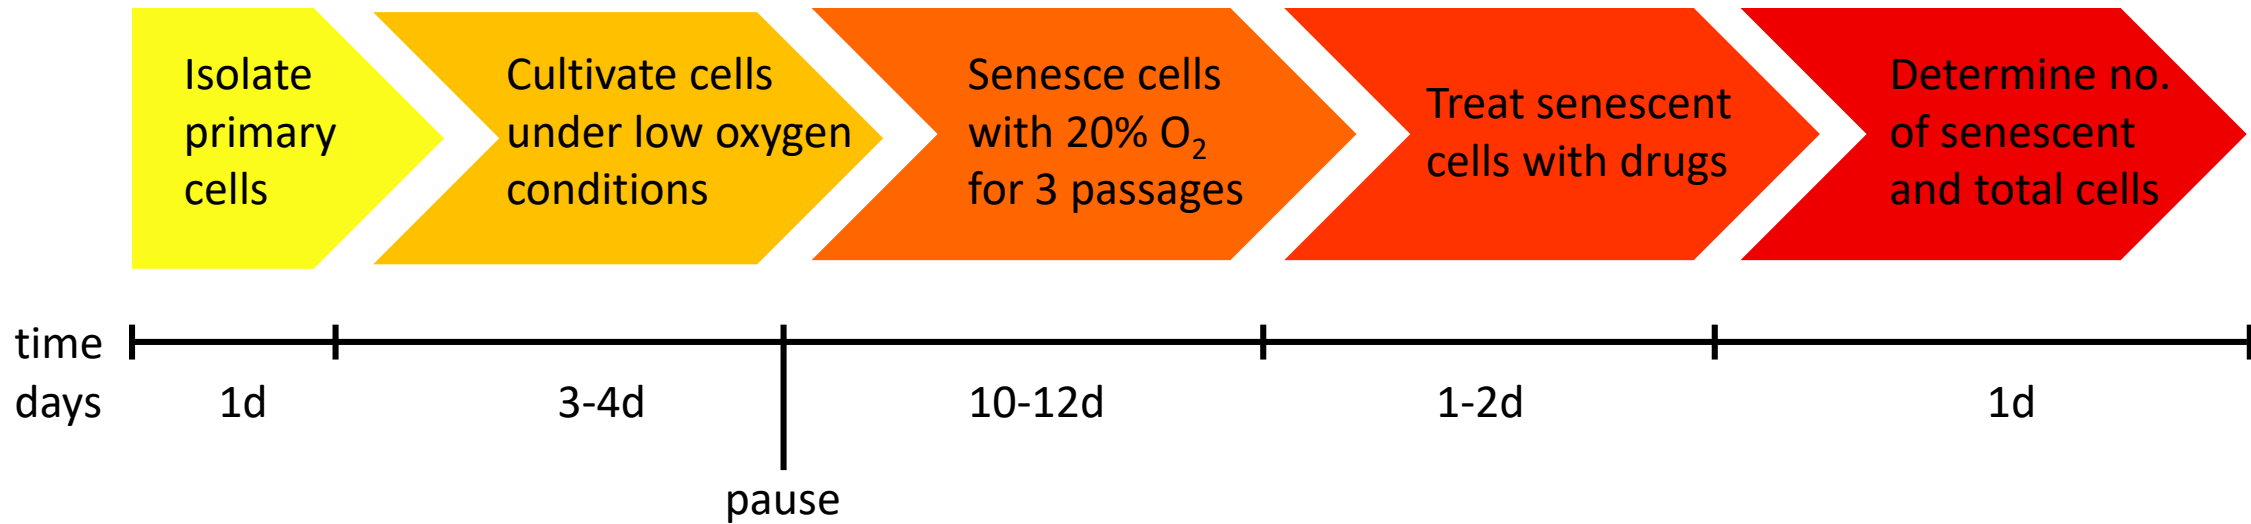 Isolate
primary
cells
Cultivate cells
under low oxygen
conditions
Senesce cells
with 20% O₂
for 3 passages
Treat senescent
cells with drugs
Determine no.
of senescent
and total cells
time
days
1d
3-4d
10-12d
1-2d
1d
pause